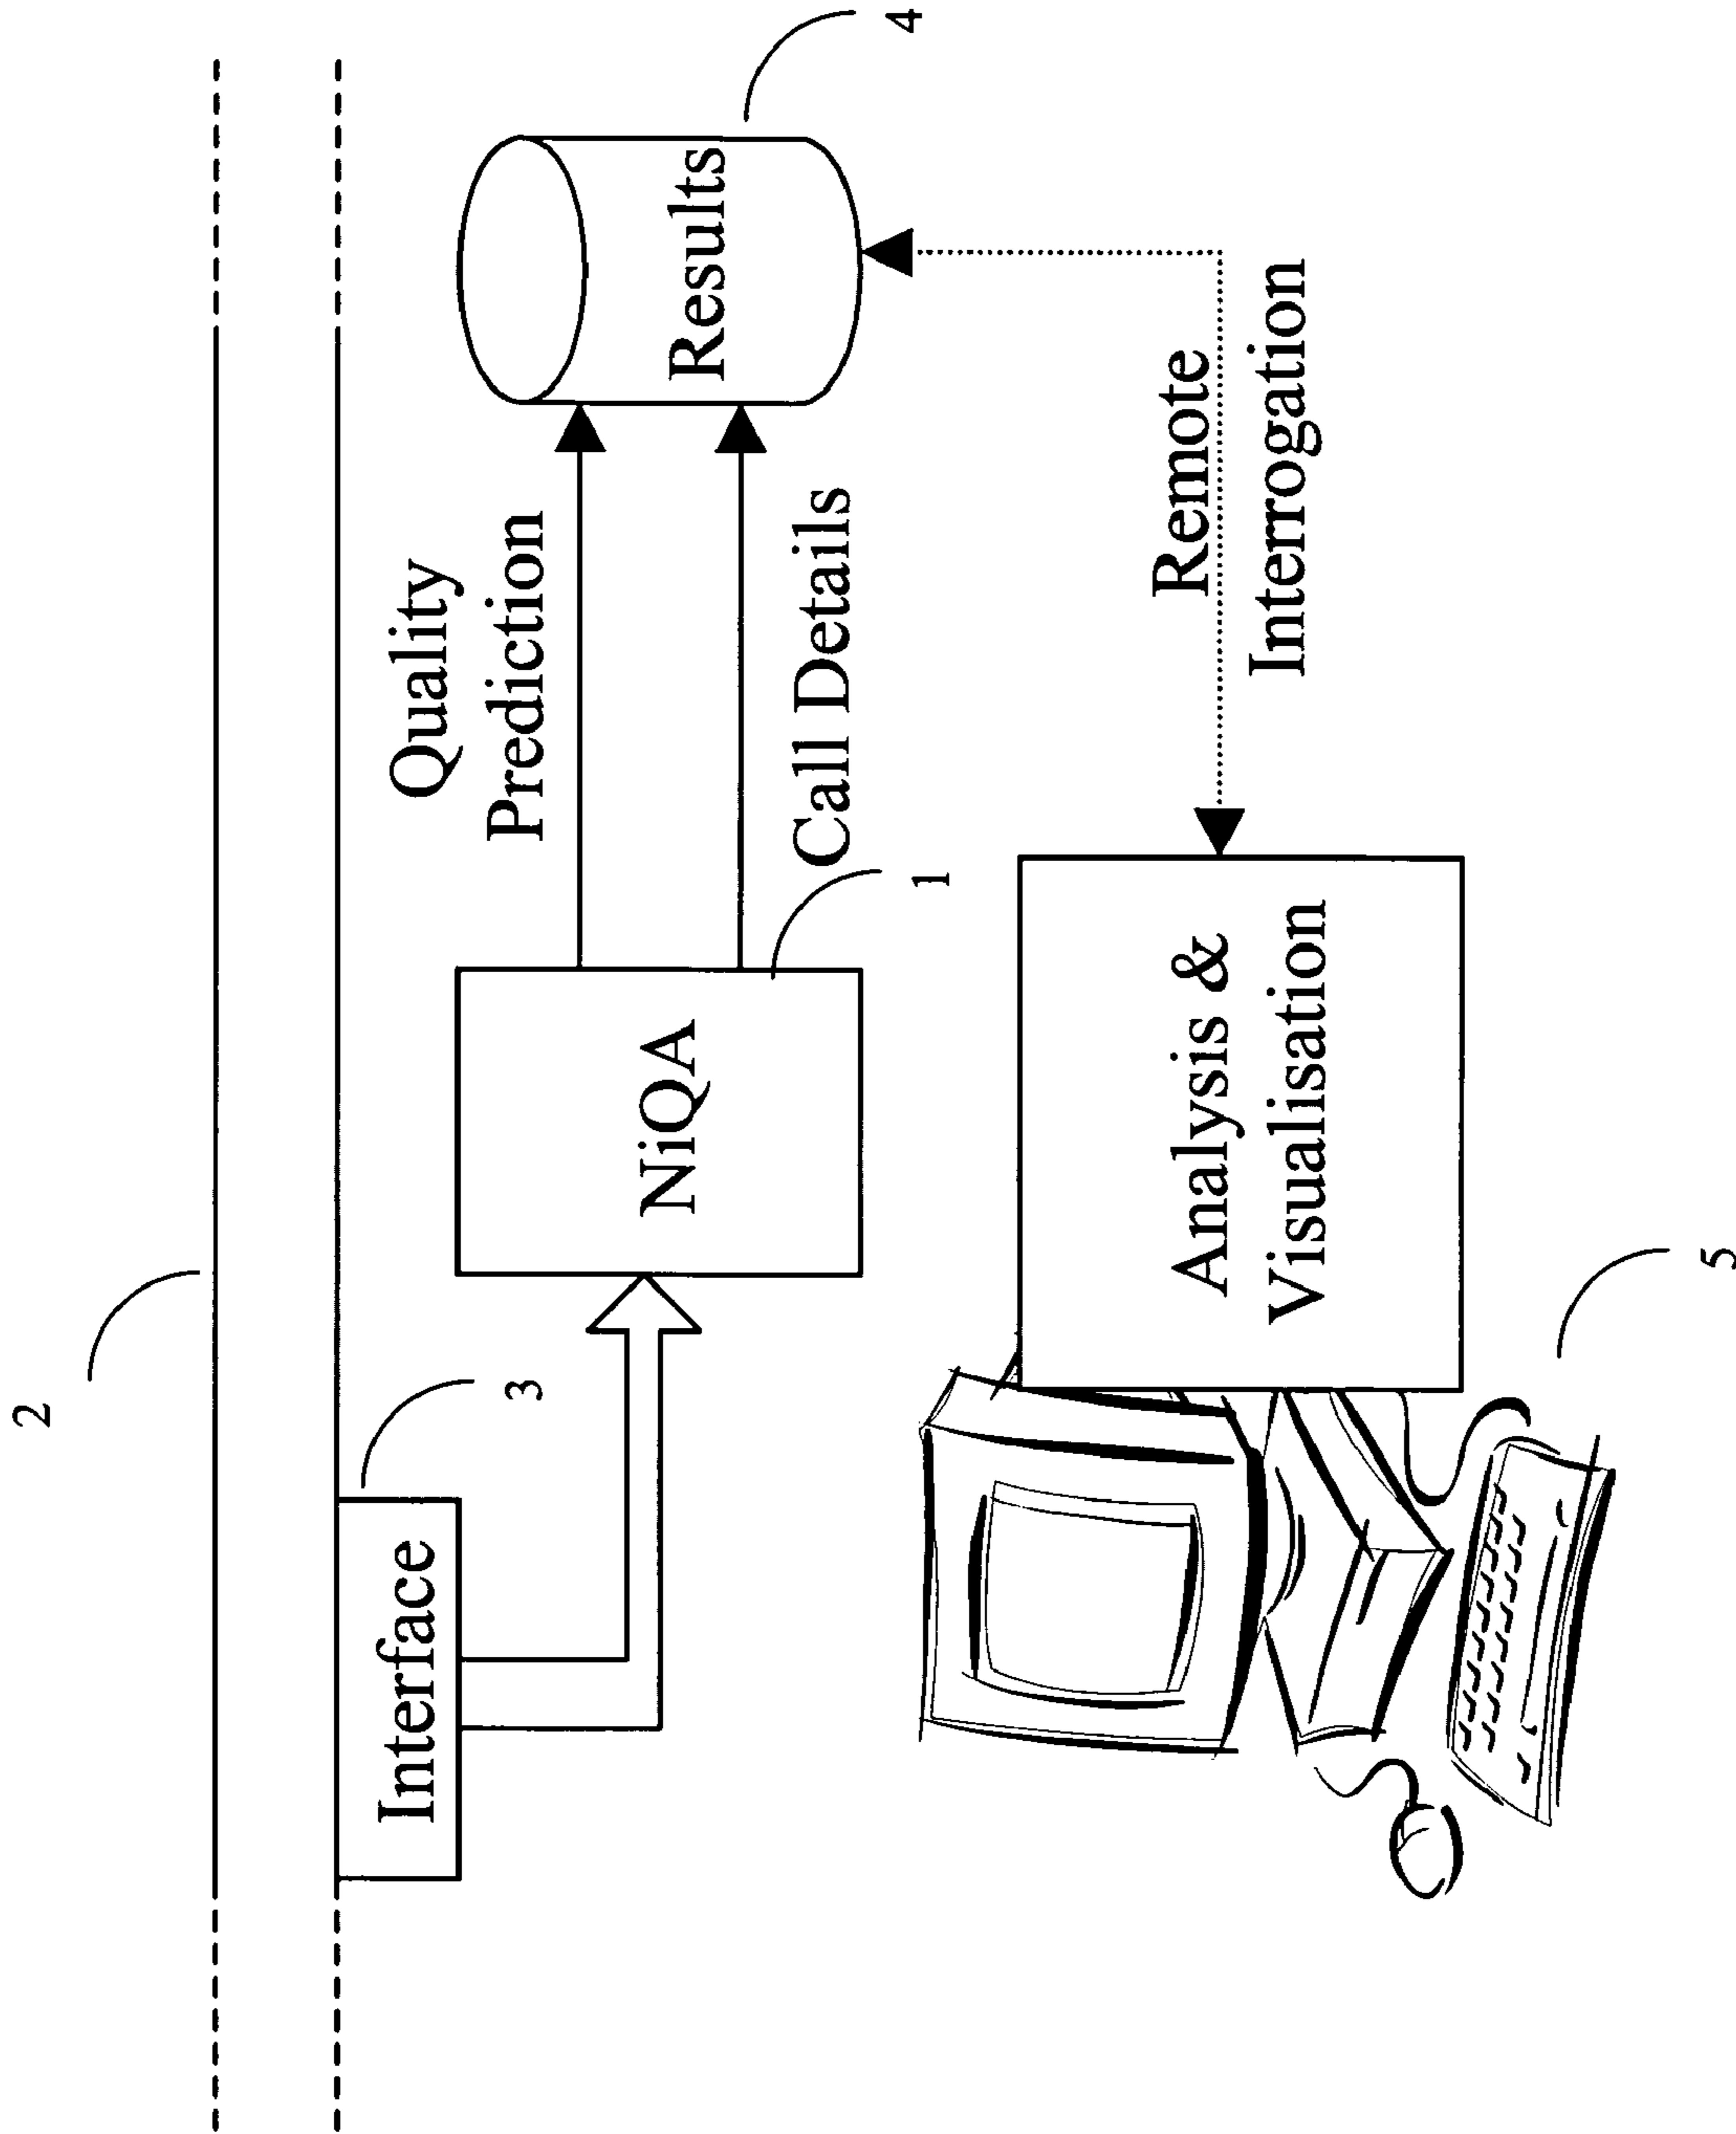 2
Interface
3
NiQA
1
Quality
Prediction
Call Details
Results
4
Remote
Interrogation
Analysis &
Visualisation
5